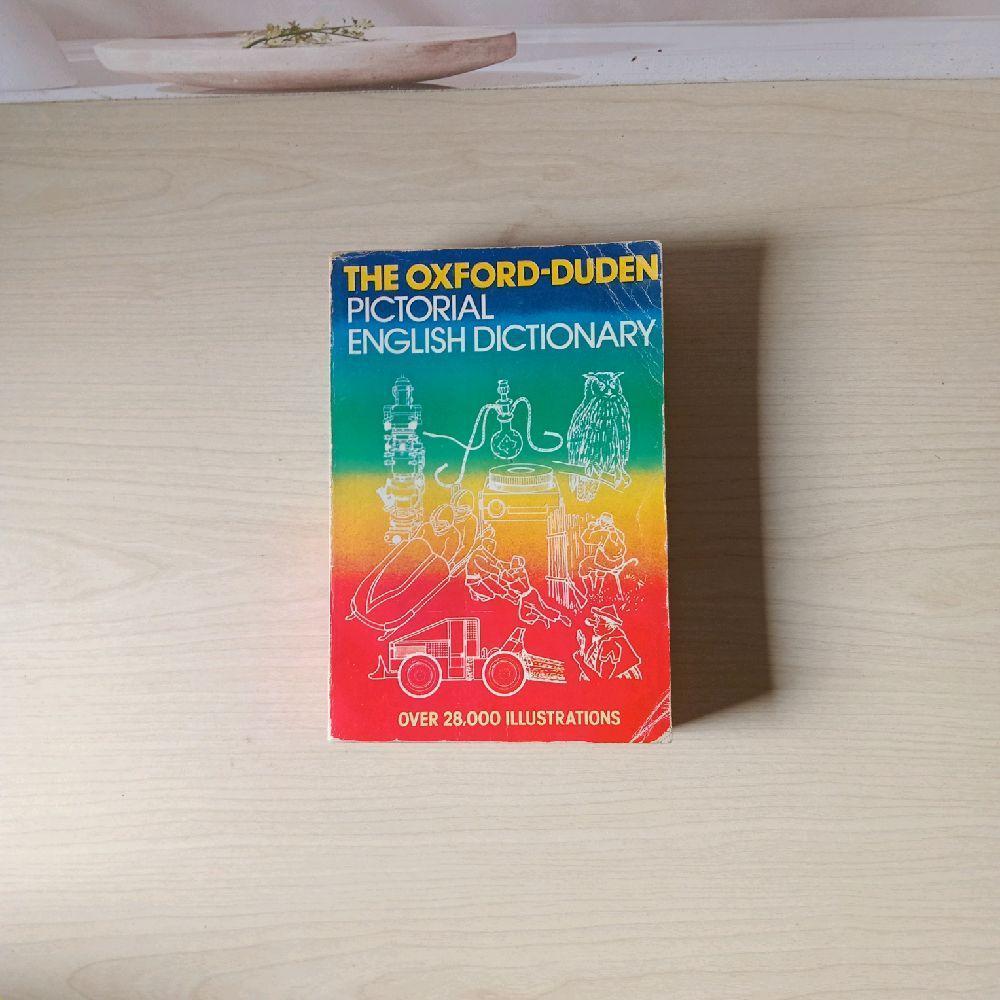 THE OXFORD-DUDEN
PICTORIAL
ENGLISH DICTIONARY
OVER 28,000 ILLUSTRATIONS